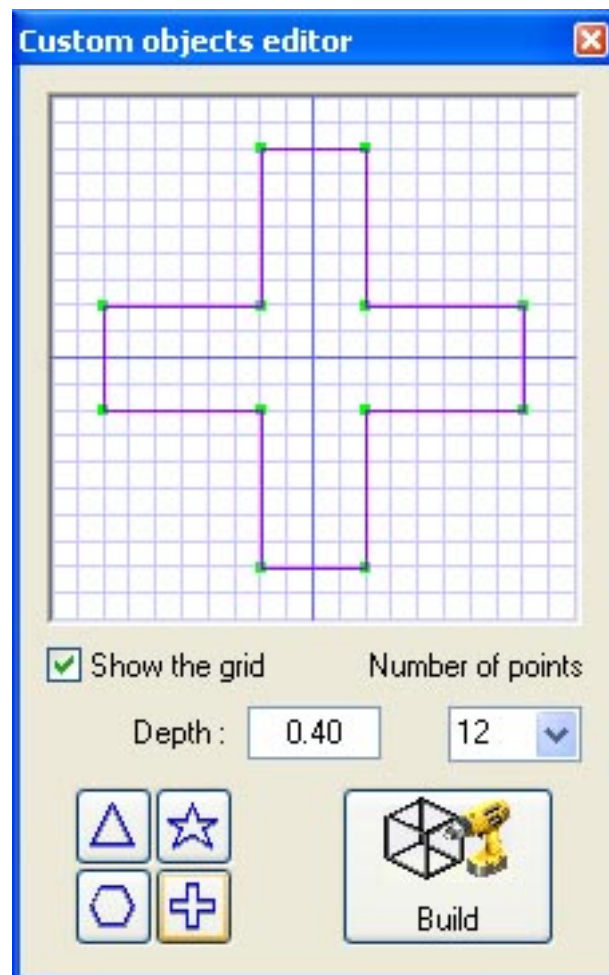 Custom objects editor
Show the grid Number of points
Depth : 0.40 12
Build